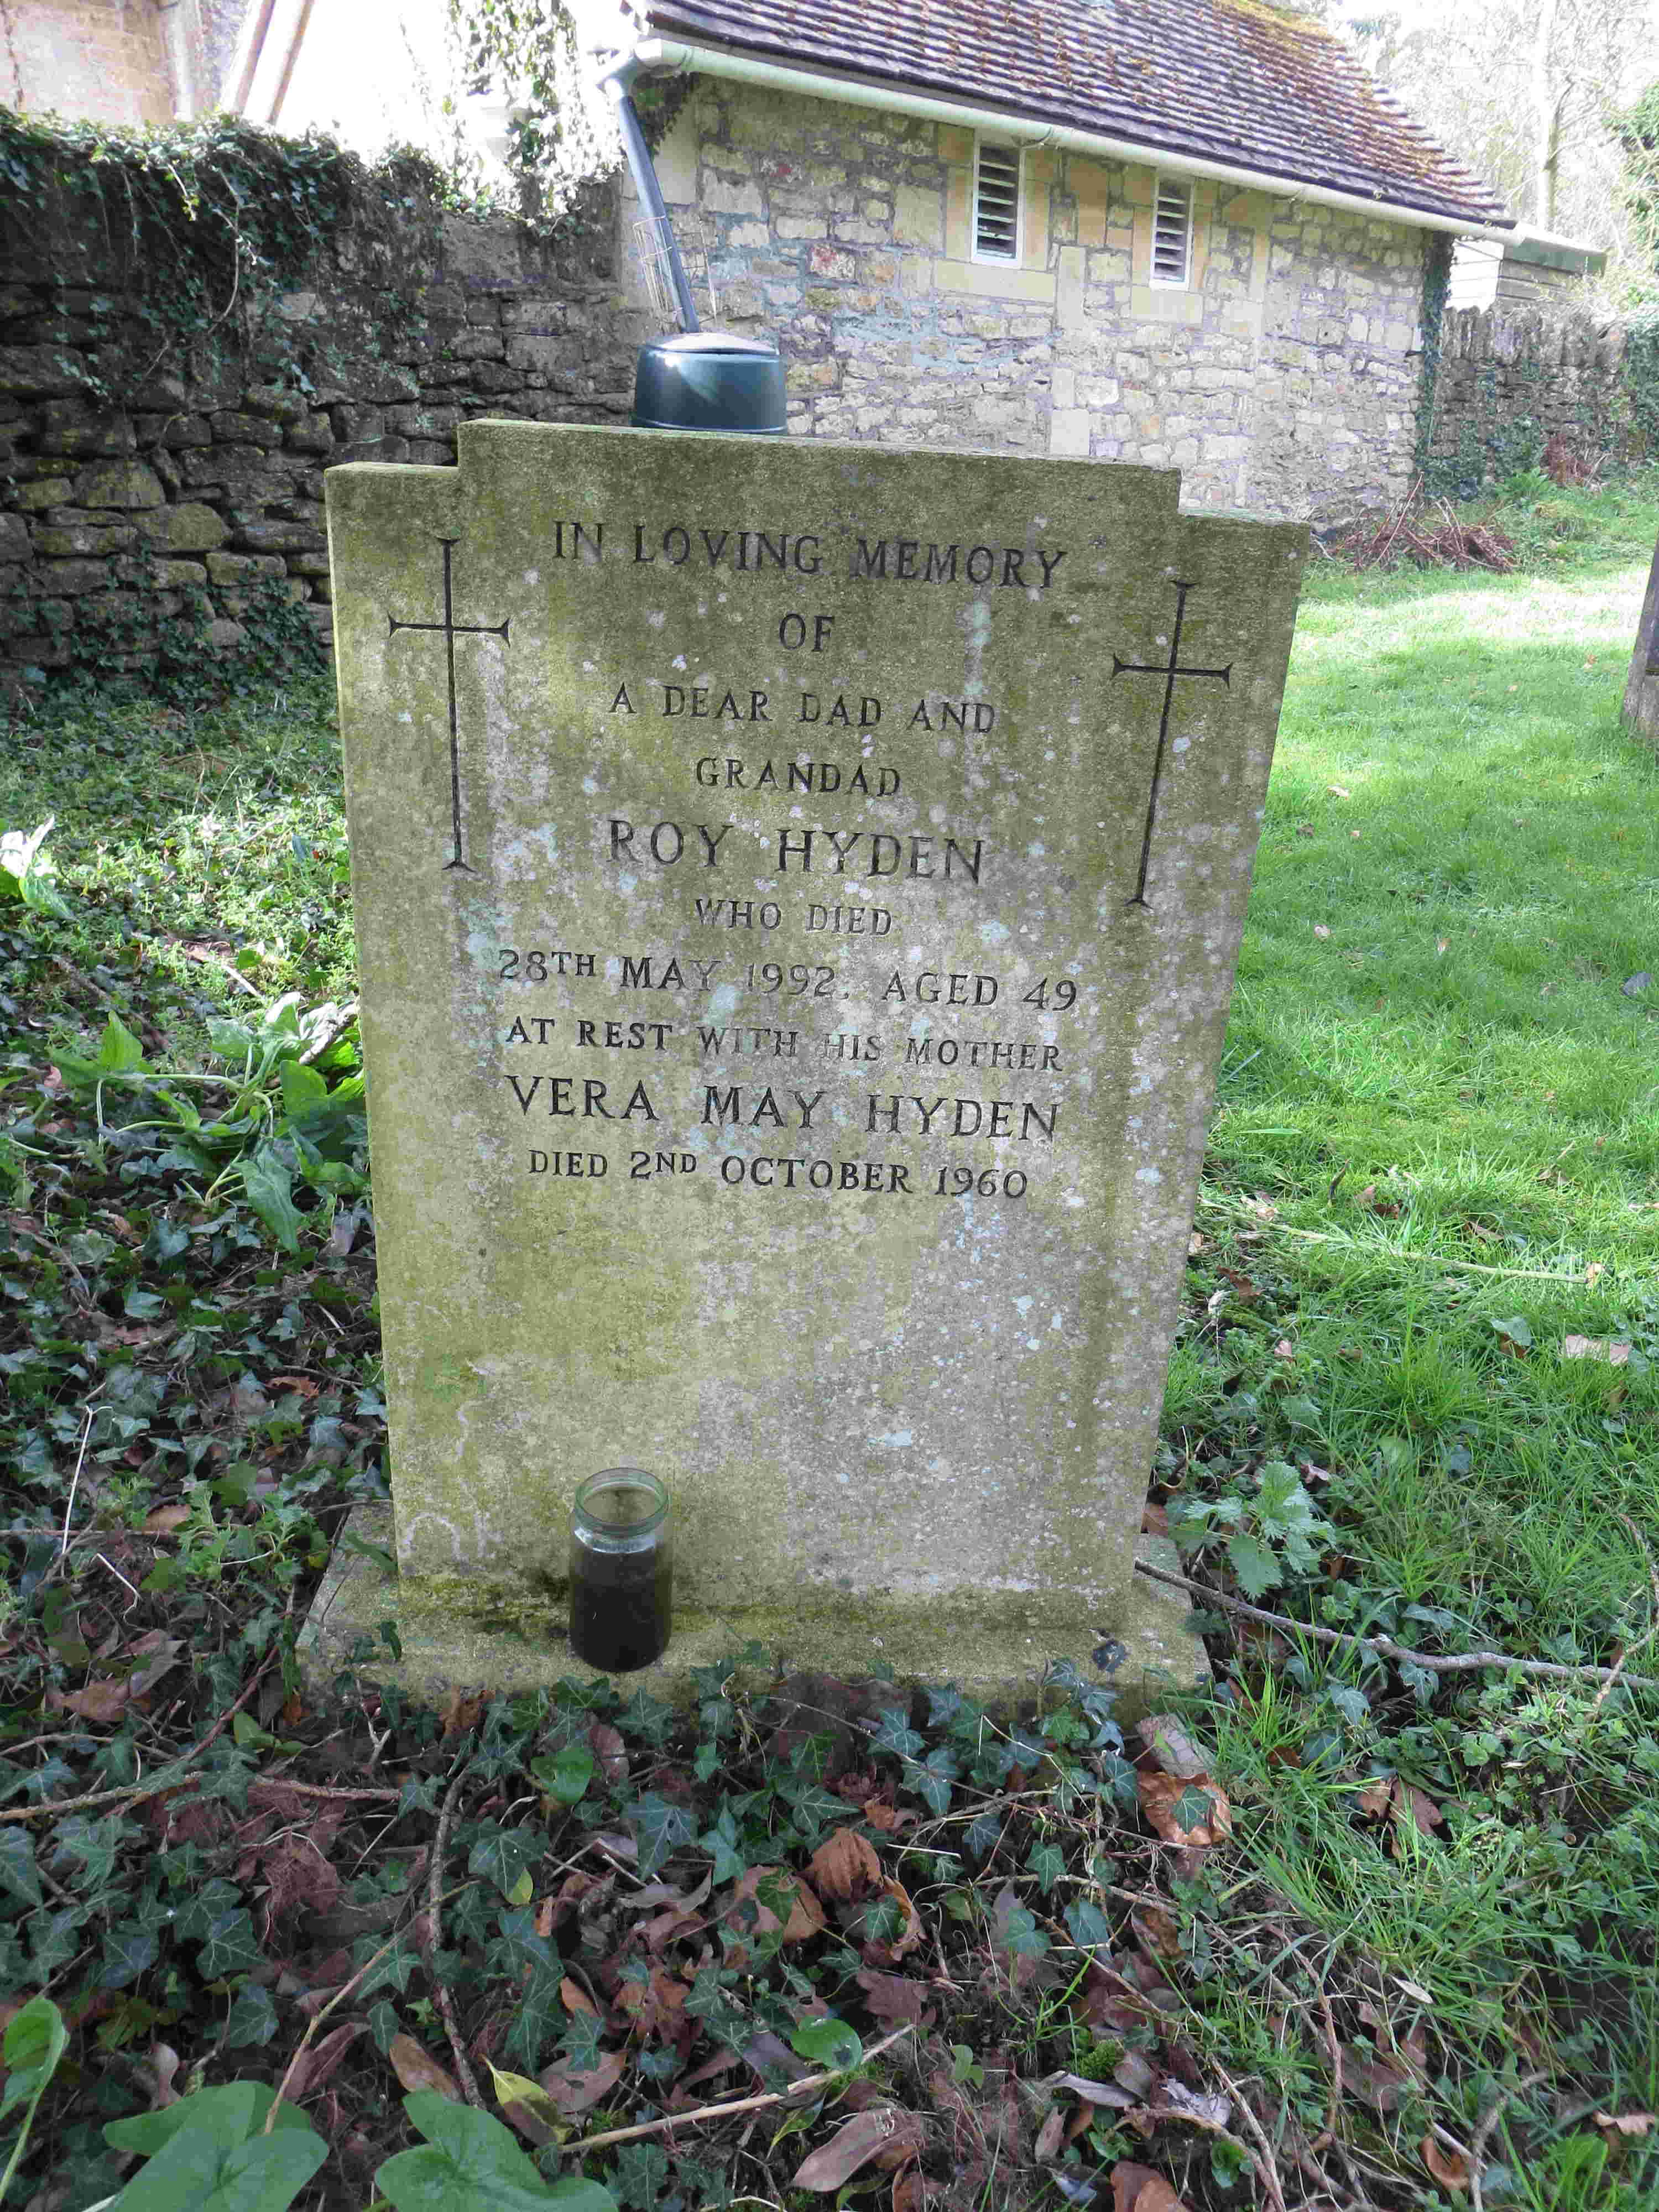 IN LOVING MEMORY
OF
A DEAR DAD AND
GRANDAD
ROY HYDEN
WHO DIED
28TH MAY 1992. AGED 49
AT REST WITH HIS MOTHER
VERA MAY HYDEN
DIED 2ND OCTOBER 1960